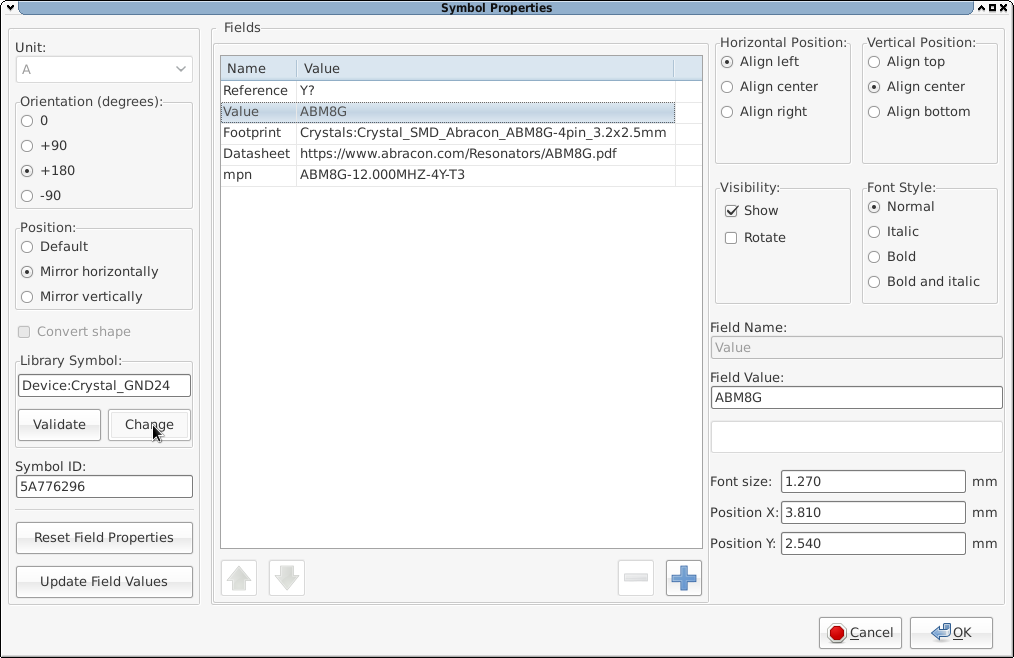 Symbol Properties
Unit:
A
Orientation (degrees):
0
+90
+180
-90
Position:
Default
Mirror horizontally
Mirror vertically
Convert shape
Library Symbol:
Device:Crystal_GND24
Validate
Change
Symbol ID:
5A776296
Reset Field Properties
Update Field Values
Fields
Name Value
Reference Y?
Value ABM8G
Footprint Crystals:Crystal_SMD_Abracon_ABM8G-4pin_3.2x2.5mm
Datasheet https://www.abracon.com/Resonators/ABM8G.pdf
mpn ABM8G-12.000MHZ-4Y-T3
Horizontal Position:
Align left
Align center
Align right
Vertical Position:
Align top
Align center
Align bottom
Visibility:
Show
Rotate
Font Style:
Normal
Italic
Bold
Bold and italic
Field Name:
Value
Field Value:
ABM8G
Font size: 1.270 mm
Position X: 3.810 mm
Position Y: 2.540 mm
Cancel
OK